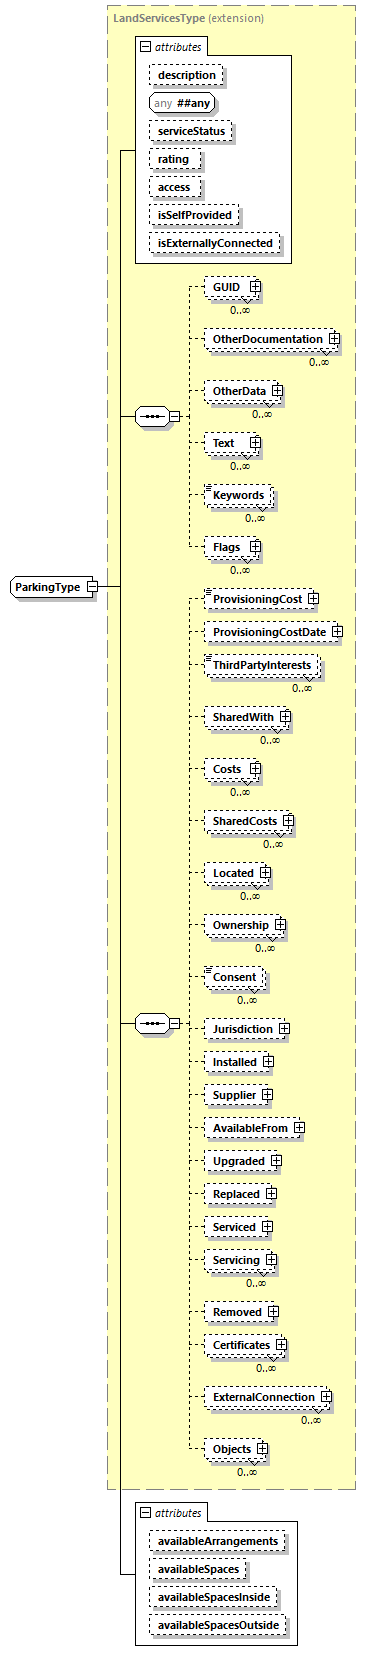 LandServicesType (extension)
attributes
description
any ##any
serviceStatus
rating
access
isSelfProvided
isExternallyConnected
GUID
0..∞
OtherDocumentation
0..∞
OtherData
0..∞
Text
0..∞
Keywords
0..∞
Flags
0..∞
ParkingType
ProvisioningCost
ProvisioningCostDate
ThirdPartyInterests
0..∞
SharedWith
0..∞
Costs
0..∞
SharedCosts
0..∞
Located
0..∞
Ownership
0..∞
Consent
0..∞
Jurisdiction
Installed
Supplier
AvailableFrom
Upgraded
Replaced
Serviced
Servicing
0..∞
Removed
Certificates
0..∞
ExternalConnection
0..∞
Objects
0..∞
attributes
availableArrangements
availableSpaces
availableSpacesInside
availableSpacesOutside